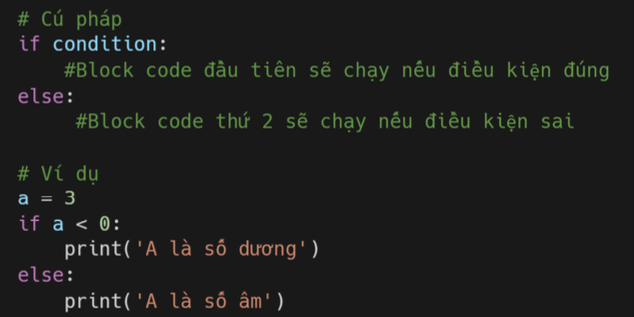 # Cú pháp
if condition:
    #Block code đầu tiên sẽ chạy nếu điều kiện đúng
else:
     #Block code thứ 2 sẽ chạy nếu điều kiện sai
# Ví dụ
a = 3
if a < 0:
    print('A là số dương')
else:
    print('A là số âm')